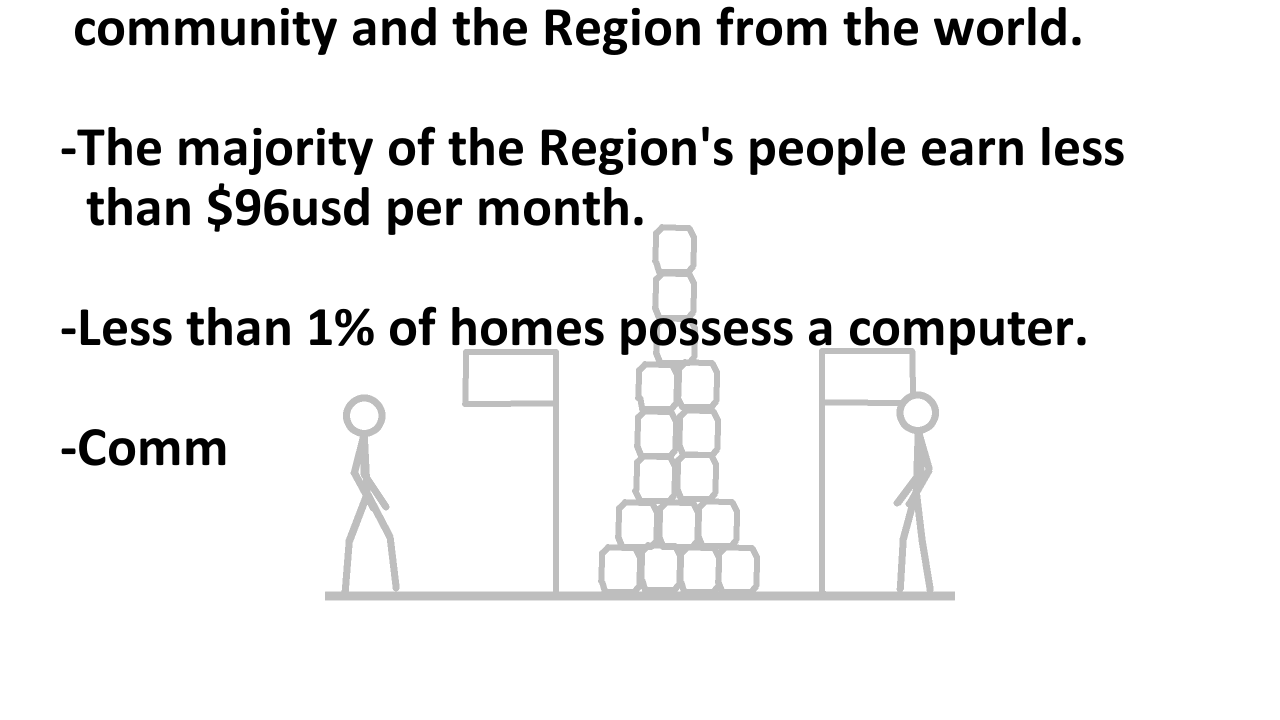 community and the Region from the world.
-The majority of the Region's people earn less
than $96usd per month.
-Less than 1% of homes possess a computer.
-Comm